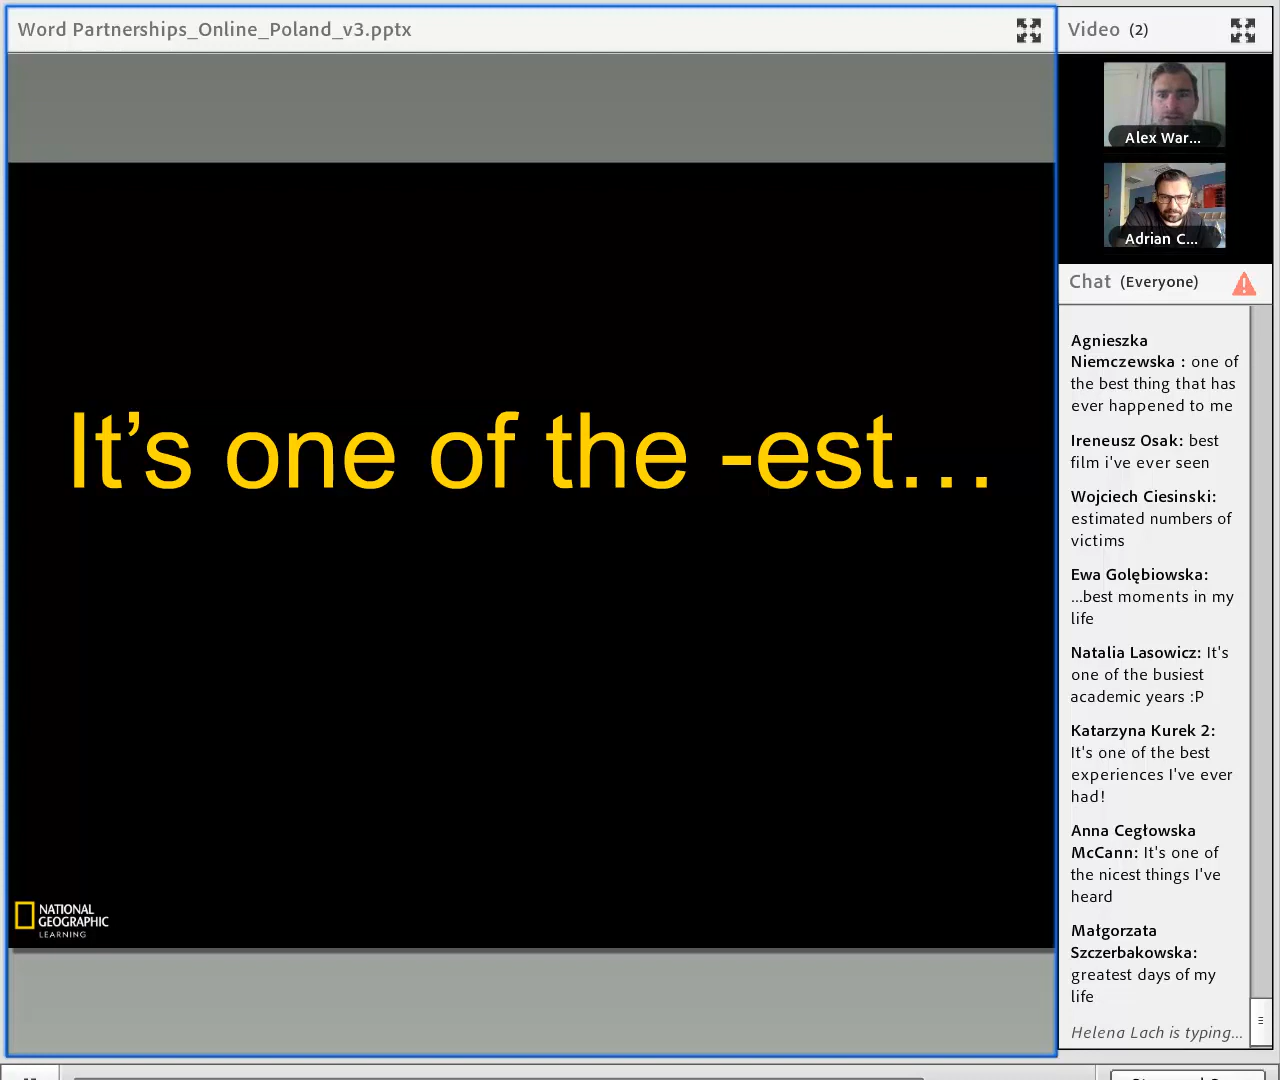 Word Partnerships_Online_Poland_v3.pptx
Video (2)
Alex War...
Adrian C...
It’s one of the -est…
NATIONAL
GEOGRAPHIC
LEARNING
Chat (Everyone)
Agnieszka
Niemczewska : one of
the best thing that has
ever happened to me
Ireneusz Osak: best
film i've ever seen
Wojciech Ciesinski:
estimated numbers of
victims
Ewa Golębiowska:
...best moments in my
life
Natalia Lasowicz: It's
one of the busiest
academic years :P
Katarzyna Kurek 2:
It's one of the best
experiences I've ever
had!
Anna Cegłowska
McCann: It's one of
the nicest things I've
heard
Małgorzata
Szczerbakowska:
greatest days of my
life
Helena Lach is typing...